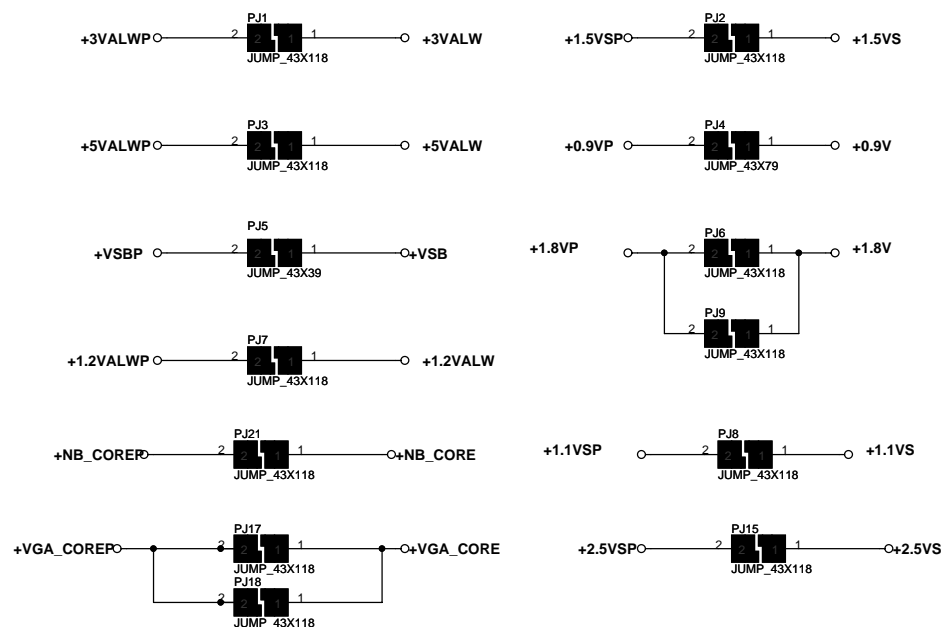 PJ1
+3VALWP 2 2 1 1 +3VALW
JUMP_43X118
PJ2
+1.5VSP 2 2 1 1 +1.5VS
JUMP_43X118
PJ3
+5VALWP 2 2 1 1 +5VALW
JUMP_43X118
PJ4
+0.9VP 2 2 1 1 +0.9V
JUMP_43X79
PJ5
+VSBP 2 2 1 1 +VSB
JUMP_43X39
PJ6
+1.8VP 2 2 1 1 +1.8V
JUMP_43X118
PJ9
2 2 1 1
JUMP_43X118
PJ7
+1.2VALWP 2 2 1 1 +1.2VALW
JUMP_43X118
PJ21
+NB_COREP 2 2 1 1 +NB_CORE
JUMP_43X118
PJ8
+1.1VSP 2 2 1 1 +1.1VS
JUMP_43X118
PJ17
+VGA_COREP 2 2 1 1 +VGA_CORE
JUMP_43X118
PJ18
2 2 1 1
JUMP_43X118
PJ15
+2.5VSP 2 2 1 1 +2.5VS
JUMP_43X118